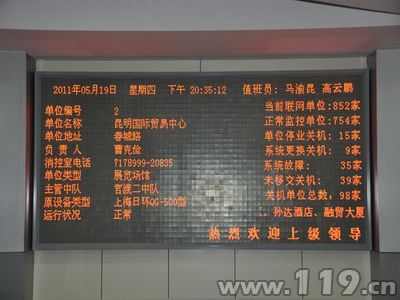 2011年05月19日 星期四 下午 20:35:12 值班员: 马渝昆 高云鹏
单位编号 2
单位名称 昆明国际贸易中心
单位地址 春城路
负责人 曹克俭
消控室电话 7178999-20835
单位类型 展览场馆
主管中队 官渡二中队
原设备类型 上海日环QG-500型
运行状况 正常
当前联网单位:852家
正常监控单位:754家
单位停业关机: 15家
系统更换关机: 9家
系统故障: 35家
未移交关机: 39家
关机单位总数: 98家
、孙达酒店、融贸大厦
热烈欢迎上级领导
www.119.cn